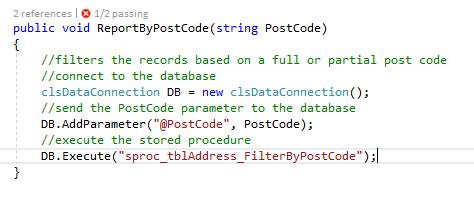 2 references | 1/2 passing
public void ReportByPostCode(string PostCode)
{
//filters the records based on a full or partial post code
//connect to the database
clsDataConnection DB = new clsDataConnection();
//send the PostCode parameter to the database
DB.AddParameter("@PostCode", PostCode);
//execute the stored procedure
DB.Execute("sproc_tblAddress_FilterByPostCode");
}